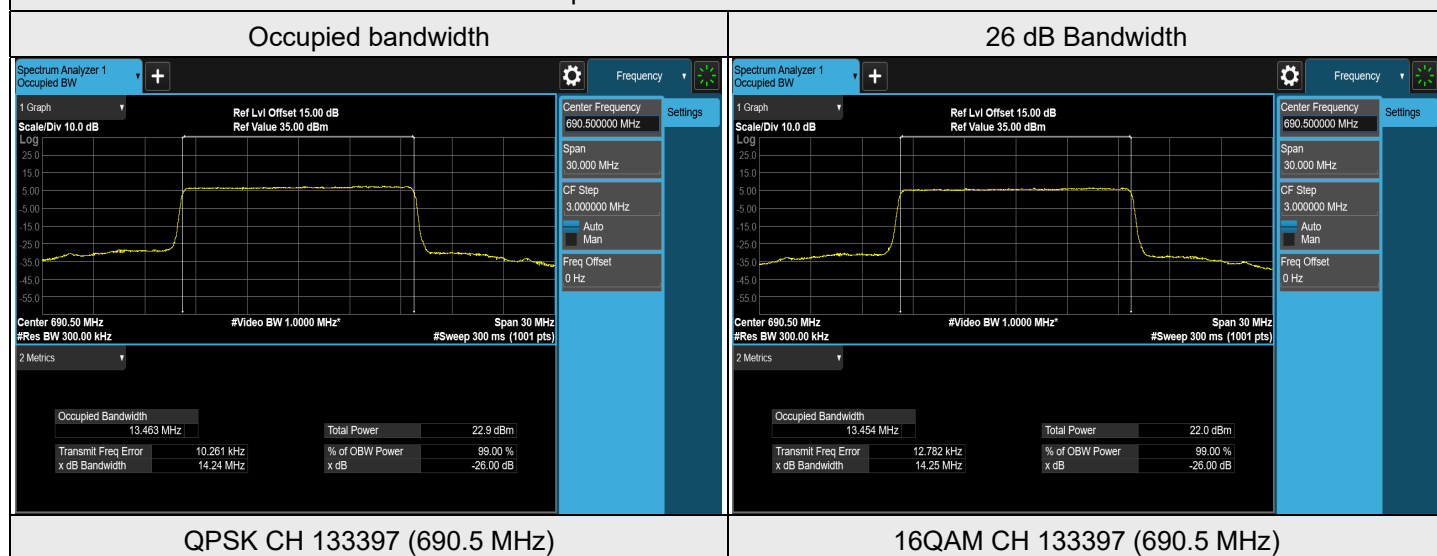 Occupied bandwidth
26 dB Bandwidth
Spectrum Analyzer 1
Occupied BW
+
Frequency
1 Graph
Ref Lvl Offset 15.00 dB
Scale/Div 10.0 dB
Ref Value 35.00 dBm
Log
25.0
15.0
5.00
-5.00
-15.0
-25.0
-35.0
-45.0
-55.0
Center 690.50 MHz
#Video BW 1.0000 MHz*
Span 30 MHz
#Res BW 300.00 kHz
#Sweep 300 ms (1001 pts)
Center Frequency
690.500000 MHz
Settings
Span
30.000 MHz
CF Step
3.000000 MHz
Auto
Man
Freq Offset
0 Hz
2 Metrics
Occupied Bandwidth
13.463 MHz
Total Power 22.9 dBm
Transmit Freq Error 10.261 kHz
% of OBW Power 99.00 %
x dB Bandwidth 14.24 MHz
x dB -26.00 dB
Spectrum Analyzer 1
Occupied BW
+
Frequency
1 Graph
Ref Lvl Offset 15.00 dB
Scale/Div 10.0 dB
Ref Value 35.00 dBm
Log
25.0
15.0
5.00
-5.00
-15.0
-25.0
-35.0
-45.0
-55.0
Center 690.50 MHz
#Video BW 1.0000 MHz*
Span 30 MHz
#Res BW 300.00 kHz
#Sweep 300 ms (1001 pts)
Center Frequency
690.500000 MHz
Settings
Span
30.000 MHz
CF Step
3.000000 MHz
Auto
Man
Freq Offset
0 Hz
2 Metrics
Occupied Bandwidth
13.454 MHz
Total Power 22.0 dBm
Transmit Freq Error 12.782 kHz
% of OBW Power 99.00 %
x dB Bandwidth 14.25 MHz
x dB -26.00 dB
QPSK CH 133397 (690.5 MHz)
16QAM CH 133397 (690.5 MHz)